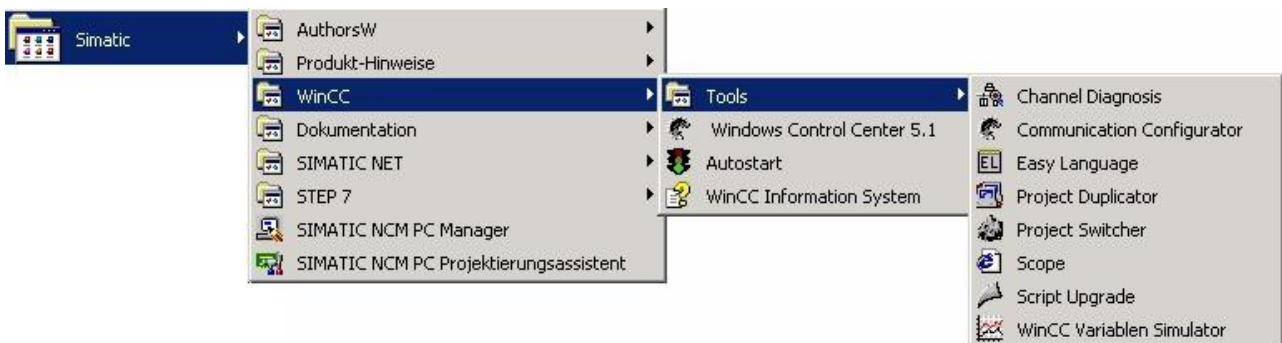 Simatic
AuthorsW
Produkt-Hinweise
WinCC
Dokumentation
SIMATIC NET
STEP 7
SIMATIC NCM PC Manager
SIMATIC NCM PC Projektierungsassistent
Tools
Windows Control Center 5.1
Autostart
WinCC Information System
Channel Diagnosis
Communication Configurator
EL Easy Language
Project Duplicator
Project Switcher
Scope
Script Upgrade
WinCC Variablen Simulator